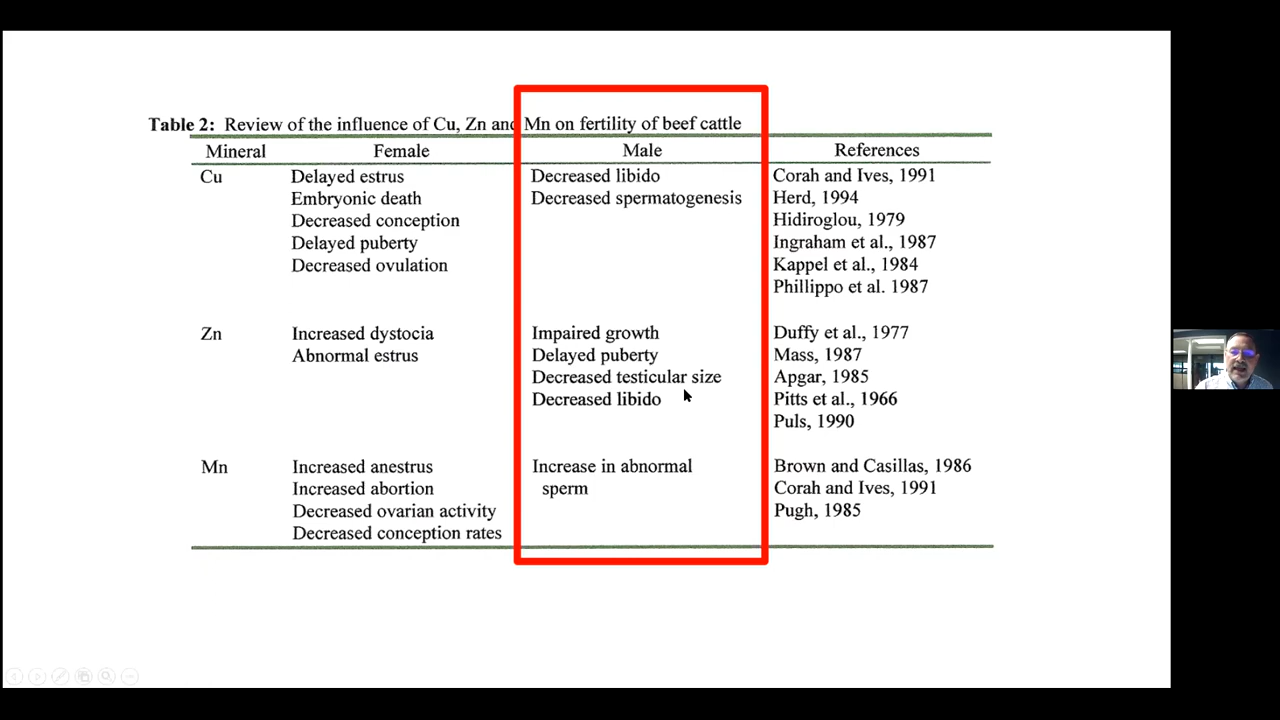 Table 2: Review of the influence of Cu, Zn and Mn on fertility of beef cattle
Mineral Female Male References
Cu Delayed estrus Decreased libido Corah and Ives, 1991
Embryonic death Decreased spermatogenesis Herd, 1994
Decreased conception Hidiroglou, 1979
Delayed puberty Ingraham et al., 1987
Decreased ovulation Kappel et al., 1984
Phillippo et al. 1987
Zn Increased dystocia Impaired growth Duffy et al., 1977
Abnormal estrus Delayed puberty Mass, 1987
Decreased testicular size Apgar, 1985
Decreased libido Pitts et al., 1966
Puls, 1990
Mn Increased anestrus Increase in abnormal Brown and Casillas, 1986
Increased abortion sperm Corah and Ives, 1991
Decreased ovarian activity Pugh, 1985
Decreased conception rates